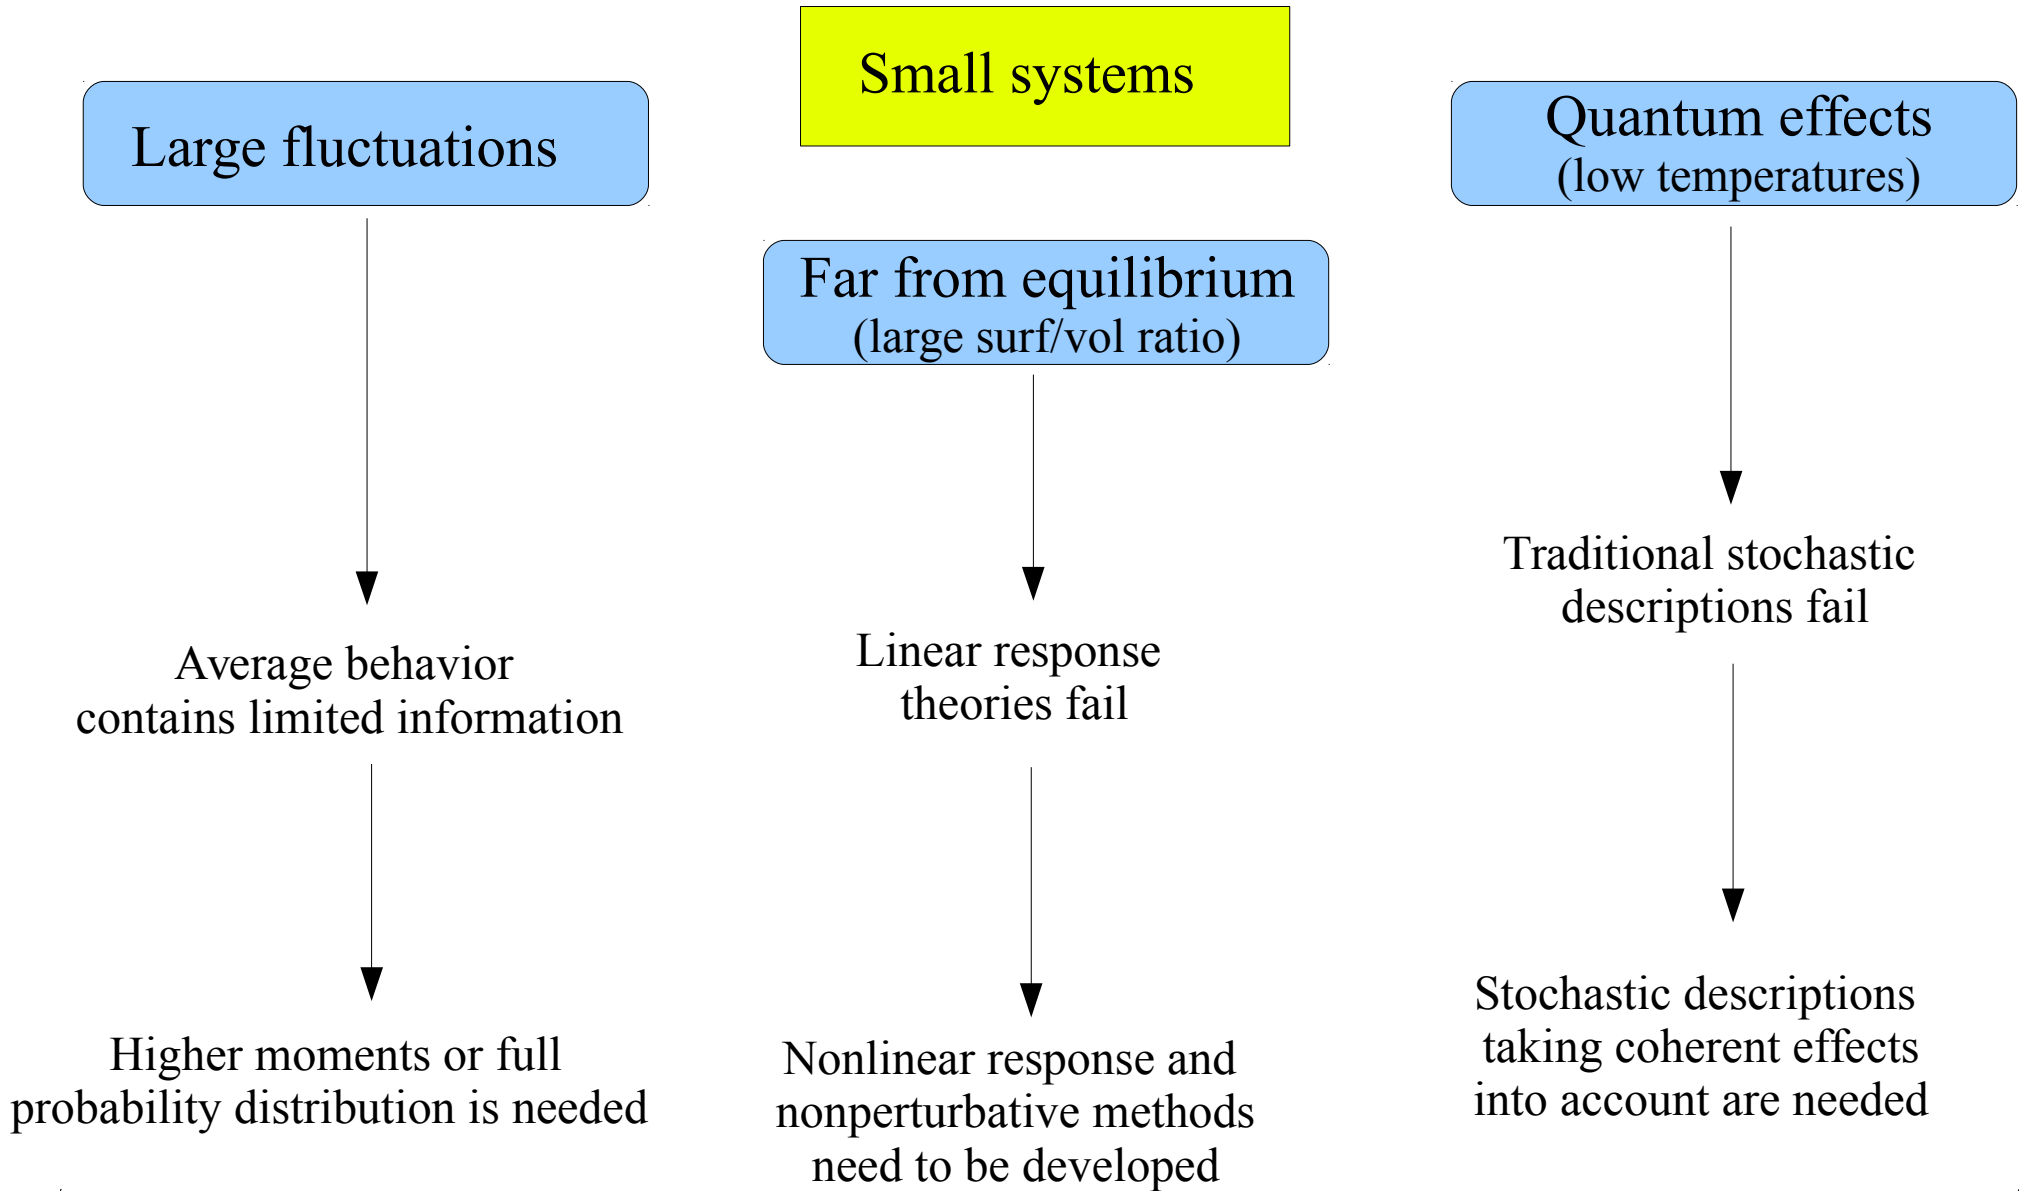 Small systems
Large fluctuations
Average behavior
contains limited information
Higher moments or full
probability distribution is needed
Far from equilibrium
(large surf/vol ratio)
Linear response
theories fail
Nonlinear response and
nonperturbative methods
need to be developed
Quantum effects
(low temperatures)
Traditional stochastic
descriptions fail
Stochastic descriptions
taking coherent effects
into account are needed